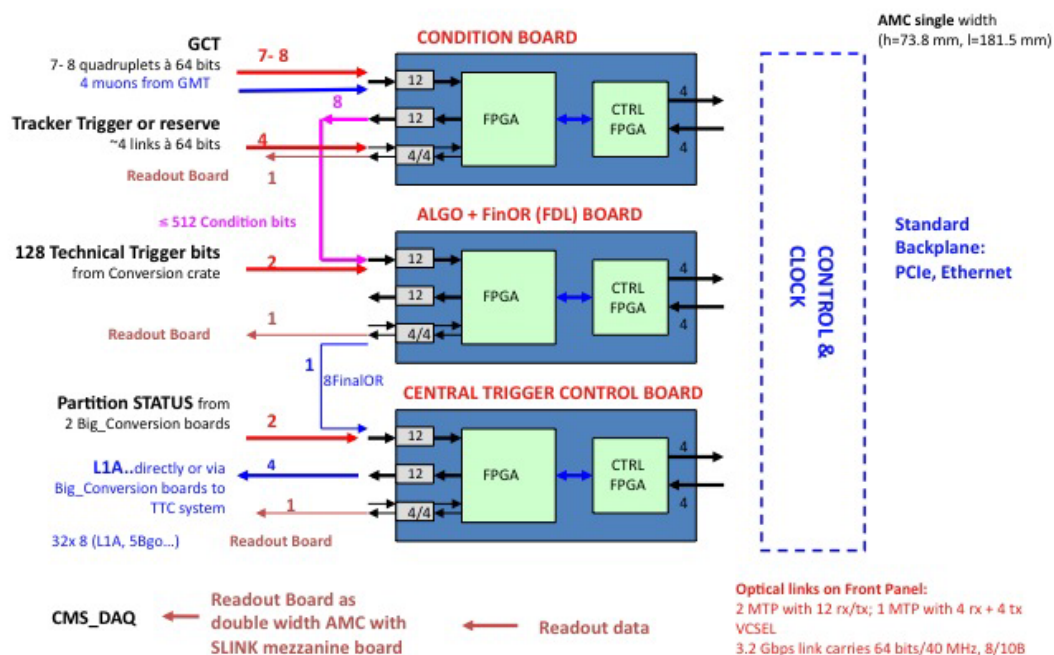 GCT
7- 8 quadruplets à 64 bits
4 muons from GMT
7- 8
Tracker Trigger or reserve
~4 links à 64 bits
4
Readout Board
1
8
≤ 512 Condition bits
CONDITION BOARD
12
12
4/4
FPGA
CTRL
FPGA
4
4
AMC single width
(h=73.8 mm, l=181.5 mm)
128 Technical Trigger bits
from Conversion crate
2
Readout Board
1
ALGO + FinOR (FDL) BOARD
12
12
4/4
FPGA
CTRL
FPGA
4
4
CONTROL &
CLOCK
Standard
Backplane:
PCIe, Ethernet
1
8FinalOR
Partition STATUS from
2 Big_Conversion boards
2
L1A..directly or via
Big_Conversion boards to
TTC system
4
32x 8 (L1A, 5Bgo...)
Readout Board
1
CENTRAL TRIGGER CONTROL BOARD
12
12
4/4
FPGA
CTRL
FPGA
4
4
CMS_DAQ
Readout Board as
double width AMC with
SLINK mezzanine board
Readout data
Optical links on Front Panel:
2 MTP with 12 rx/tx; 1 MTP with 4 rx + 4 tx
VCSEL
3.2 Gbps link carries 64 bits/40 MHz, 8/10B